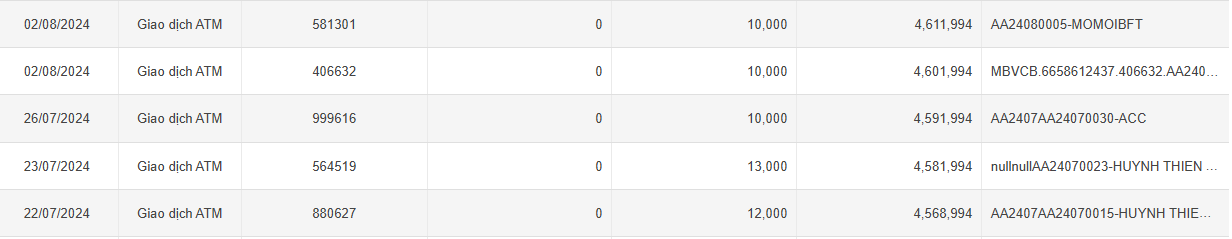 02/08/2024 Giao dịch ATM 581301 0 10,000 4,611,994 AA24080005-MOMOIBFT
02/08/2024 Giao dịch ATM 406632 0 10,000 4,601,994 MBVCB.6658612437.406632.AA240...
26/07/2024 Giao dịch ATM 999616 0 10,000 4,591,994 AA2407AA24070030-ACC
23/07/2024 Giao dịch ATM 564519 0 13,000 4,581,994 nullnullAA24070023-HUYNH THIEN ...
22/07/2024 Giao dịch ATM 880627 0 12,000 4,568,994 AA2407AA24070015-HUYNH THIE...